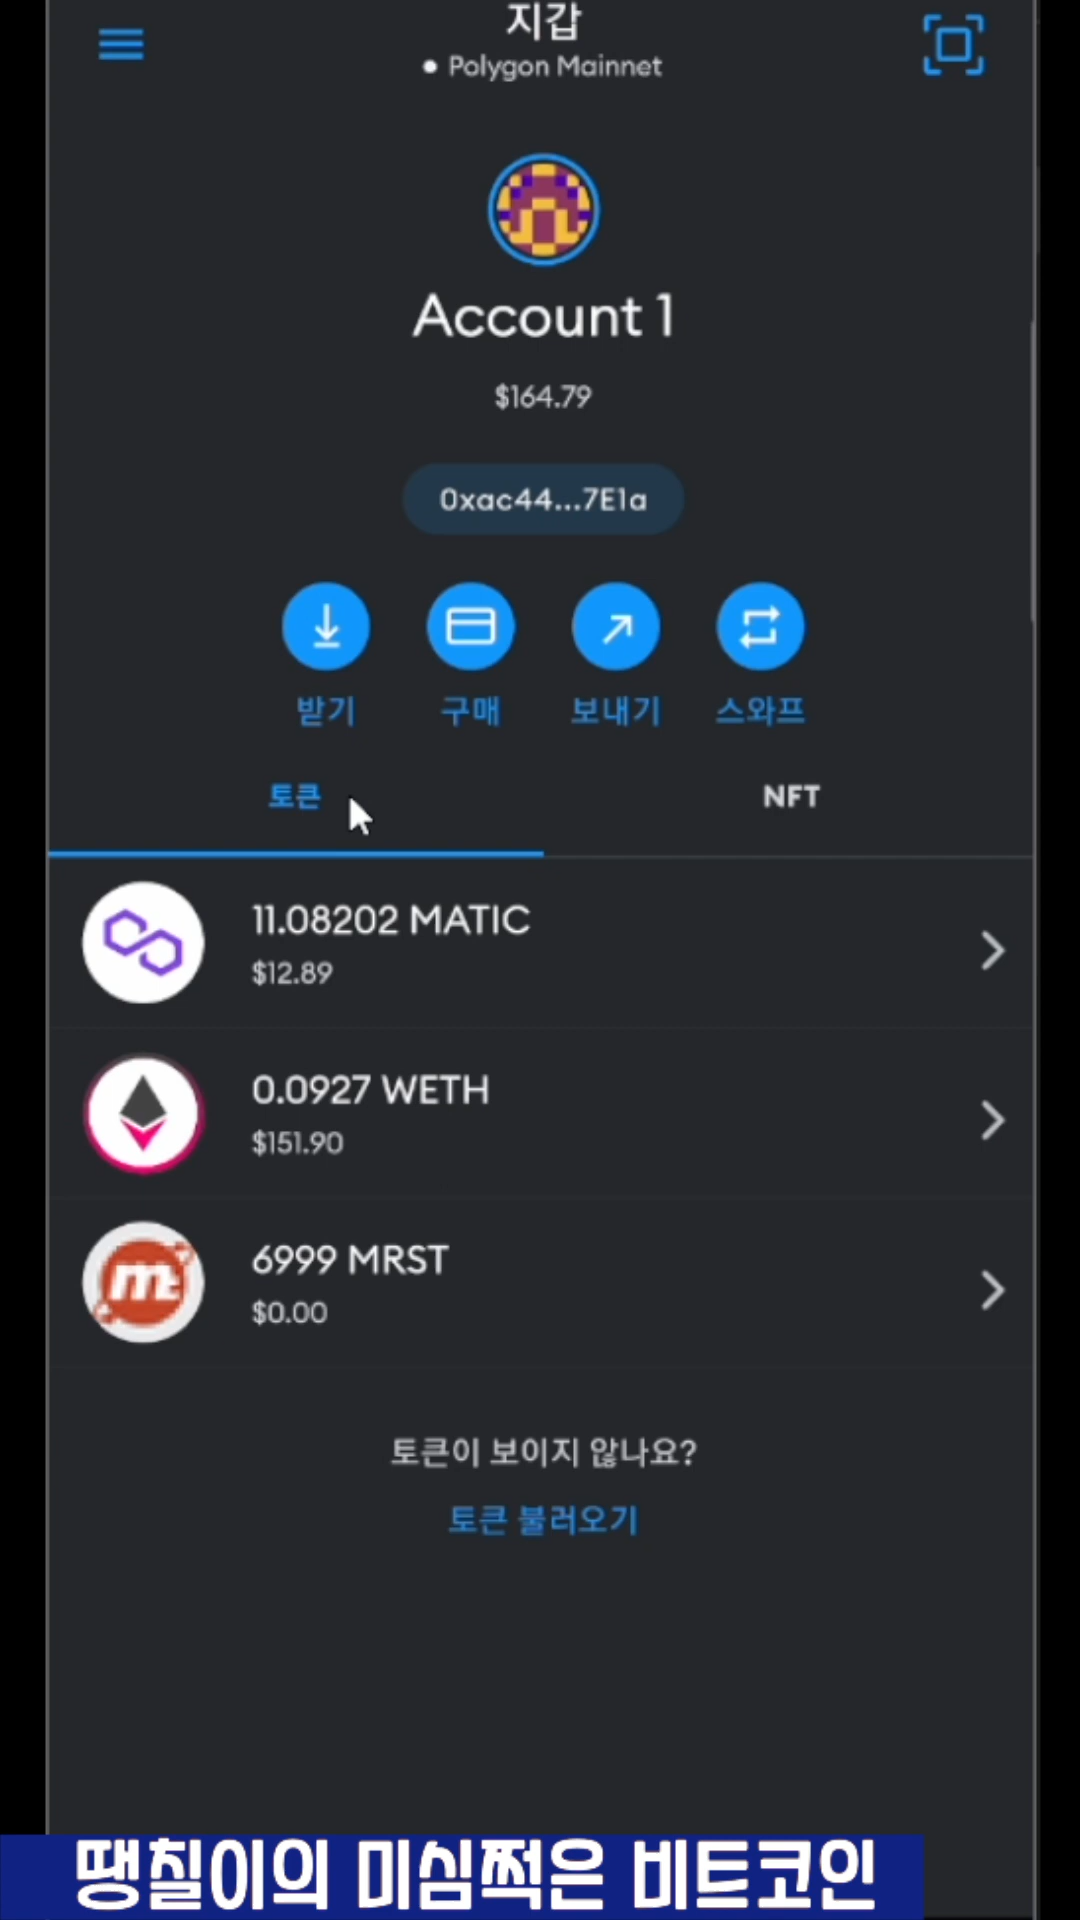 지갑
Polygon Mainnet
Account 1
$164.79
0xac44...7E1a
받기 구매 보내기 스와프
토큰 NFT
11.08202 MATIC
$12.89
0.0927 WETH
$151.90
6999 MRST
$0.00
토큰이 보이지 않나요?
토큰 불러오기
땡칠이의 미심쩍은 비트코인